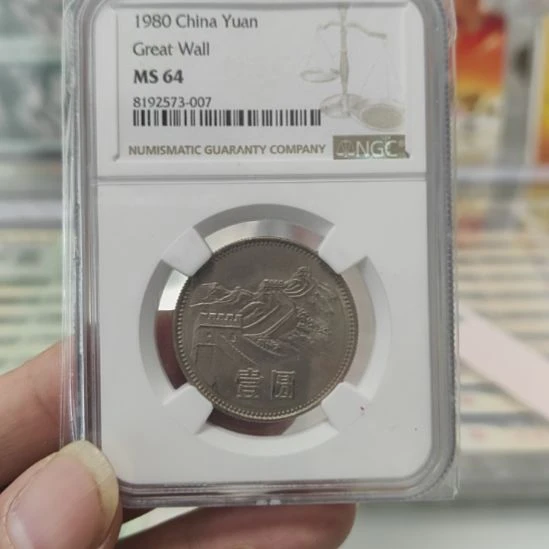 1980 China Yuan
Great Wall
MS 64
8192573-007
NUMISMATIC GUARANTY COMPANY
NGC
壹圆